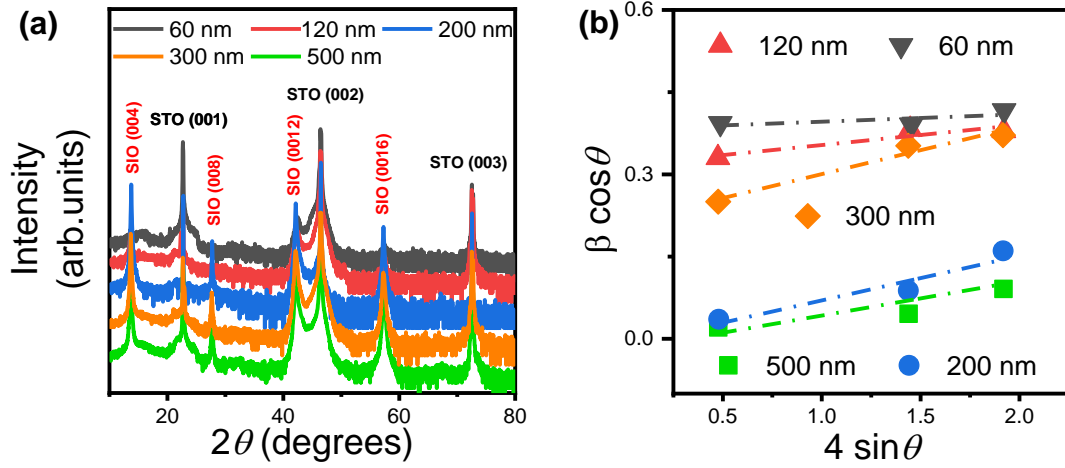 (a)
60 nm
120 nm
200 nm
300 nm
500 nm
SIO (004)
STO (001)
SIO (008)
SIO (0012)
STO (002)
SIO (0016)
STO (003)
Intensity
(arb.units)
20
40
60
80
2θ (degrees)
(b)
120 nm
60 nm
300 nm
500 nm
200 nm
β cosθ
0.6
0.3
0.0
0.5
1.0
1.5
2.0
4 sinθ